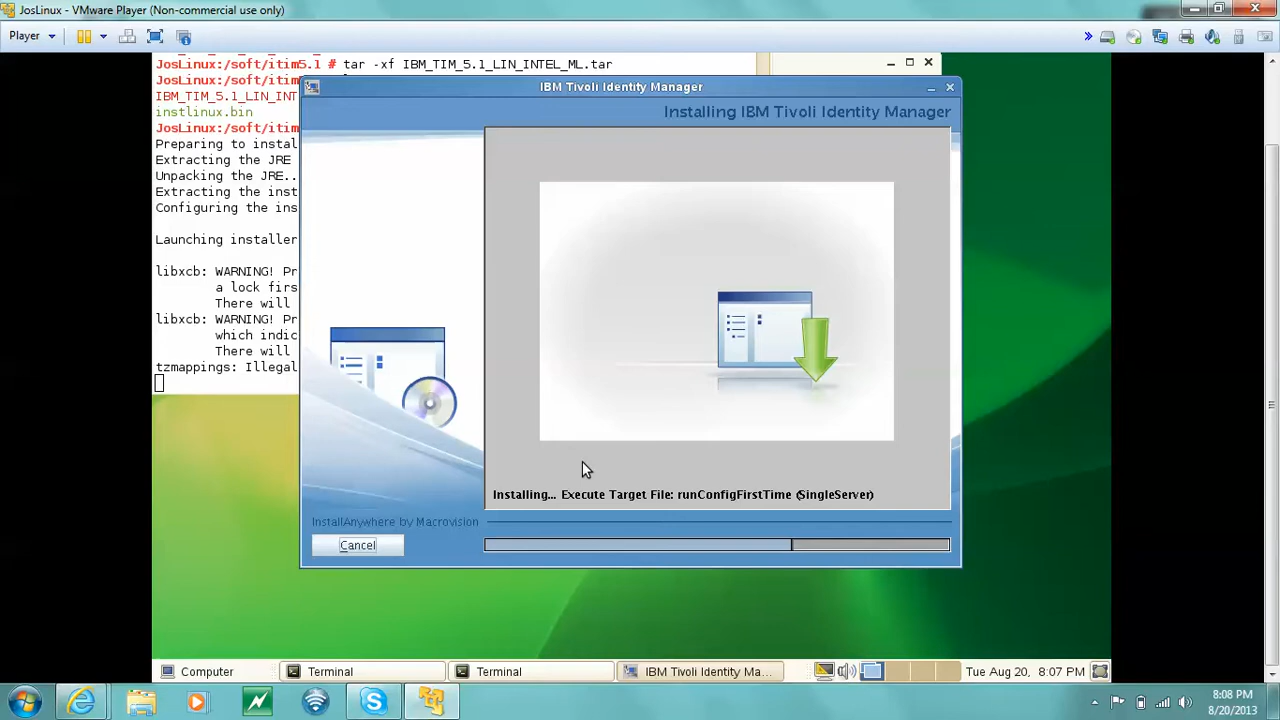 JosLinux - VMware Player (Non-commercial use only)
Player
JosLinux:/soft/itim5.1 # tar -xf IBM_TIM_5.1_LIN_INTEL_ML.tar
JosLinux:/soft/itim
IBM_TIM_5.1_LIN_INT
instlinux.bin
JosLinux:/soft/itim
Preparing to instal
Extracting the JRE
Unpacking the JRE..
Extracting the inst
Configuring the ins
Launching installer
libxcb: WARNING! Pr
a lock firs
There will
libxcb: WARNING! Pr
which indic
There will
tzmappings: Illegal
IBM Tivoli Identity Manager
Installing IBM Tivoli Identity Manager
Installing... Execute Target File: runConfigFirstTime (SingleServer)
InstallAnywhere by Macrovision
Cancel
Computer
Terminal
Terminal
IBM Tivoli Identity Ma...
Tue Aug 20, 8:07 PM
8:08 PM
8/20/2013